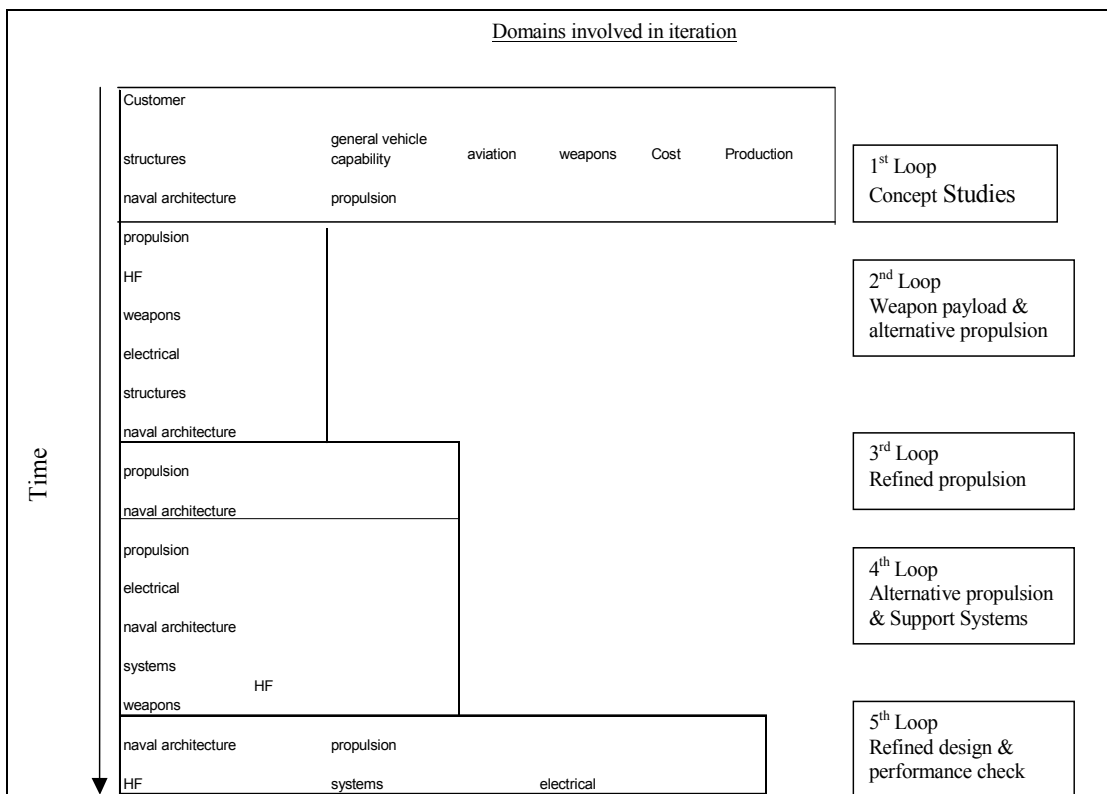 Domains involved in iteration
Time
Customer
structures general vehicle capability aviation weapons Cost Production
naval architecture propulsion
1st Loop
Concept Studies
propulsion
HF
weapons
electrical
structures
naval architecture
2nd Loop
Weapon payload &
alternative propulsion
propulsion
naval architecture
3rd Loop
Refined propulsion
propulsion
electrical
naval architecture
systems
HF
weapons
4th Loop
Alternative propulsion
& Support Systems
naval architecture propulsion
HF systems electrical
5th Loop
Refined design &
performance check